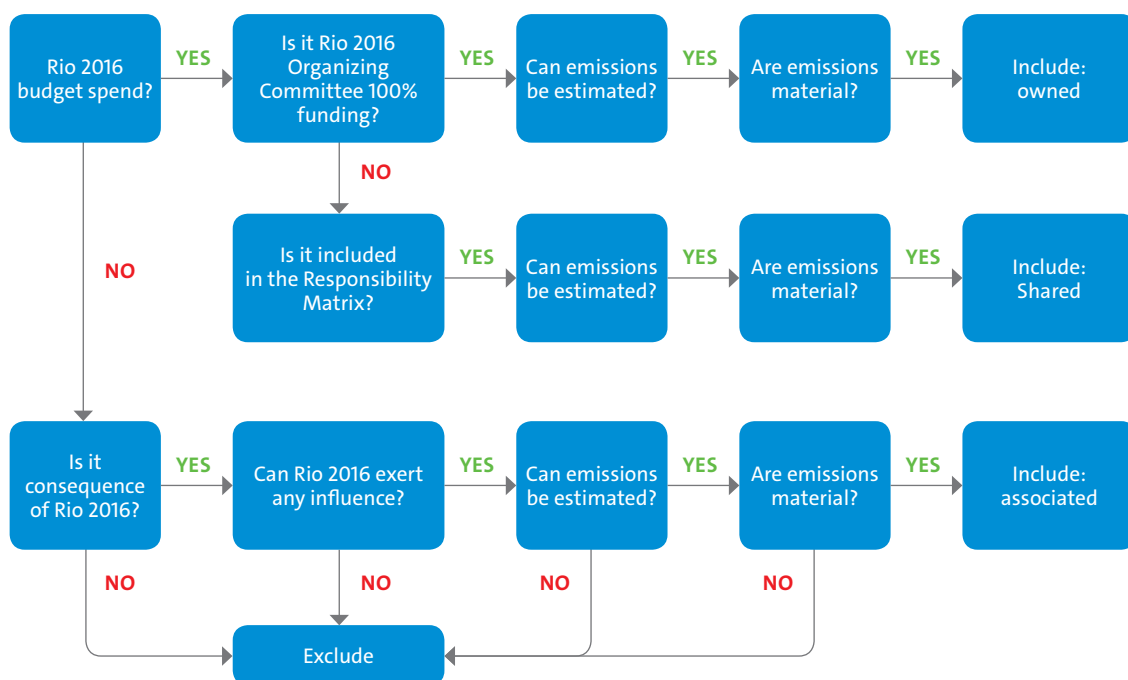 Rio 2016
budget spend?
YES
Is it Rio 2016
Organizing
Committee 100%
funding?
YES
Can emissions
be estimated?
YES
Are emissions
material?
YES
Include:
owned
NO
NO
Is it included
in the Responsibility
Matrix?
YES
Can emissions
be estimated?
YES
Are emissions
material?
YES
Include:
Shared
Is it
consequence
of Rio 2016?
YES
Can Rio 2016 exert
any influence?
YES
Can emissions
be estimated?
YES
Are emissions
material?
YES
Include:
associated
NO
NO
NO
NO
Exclude